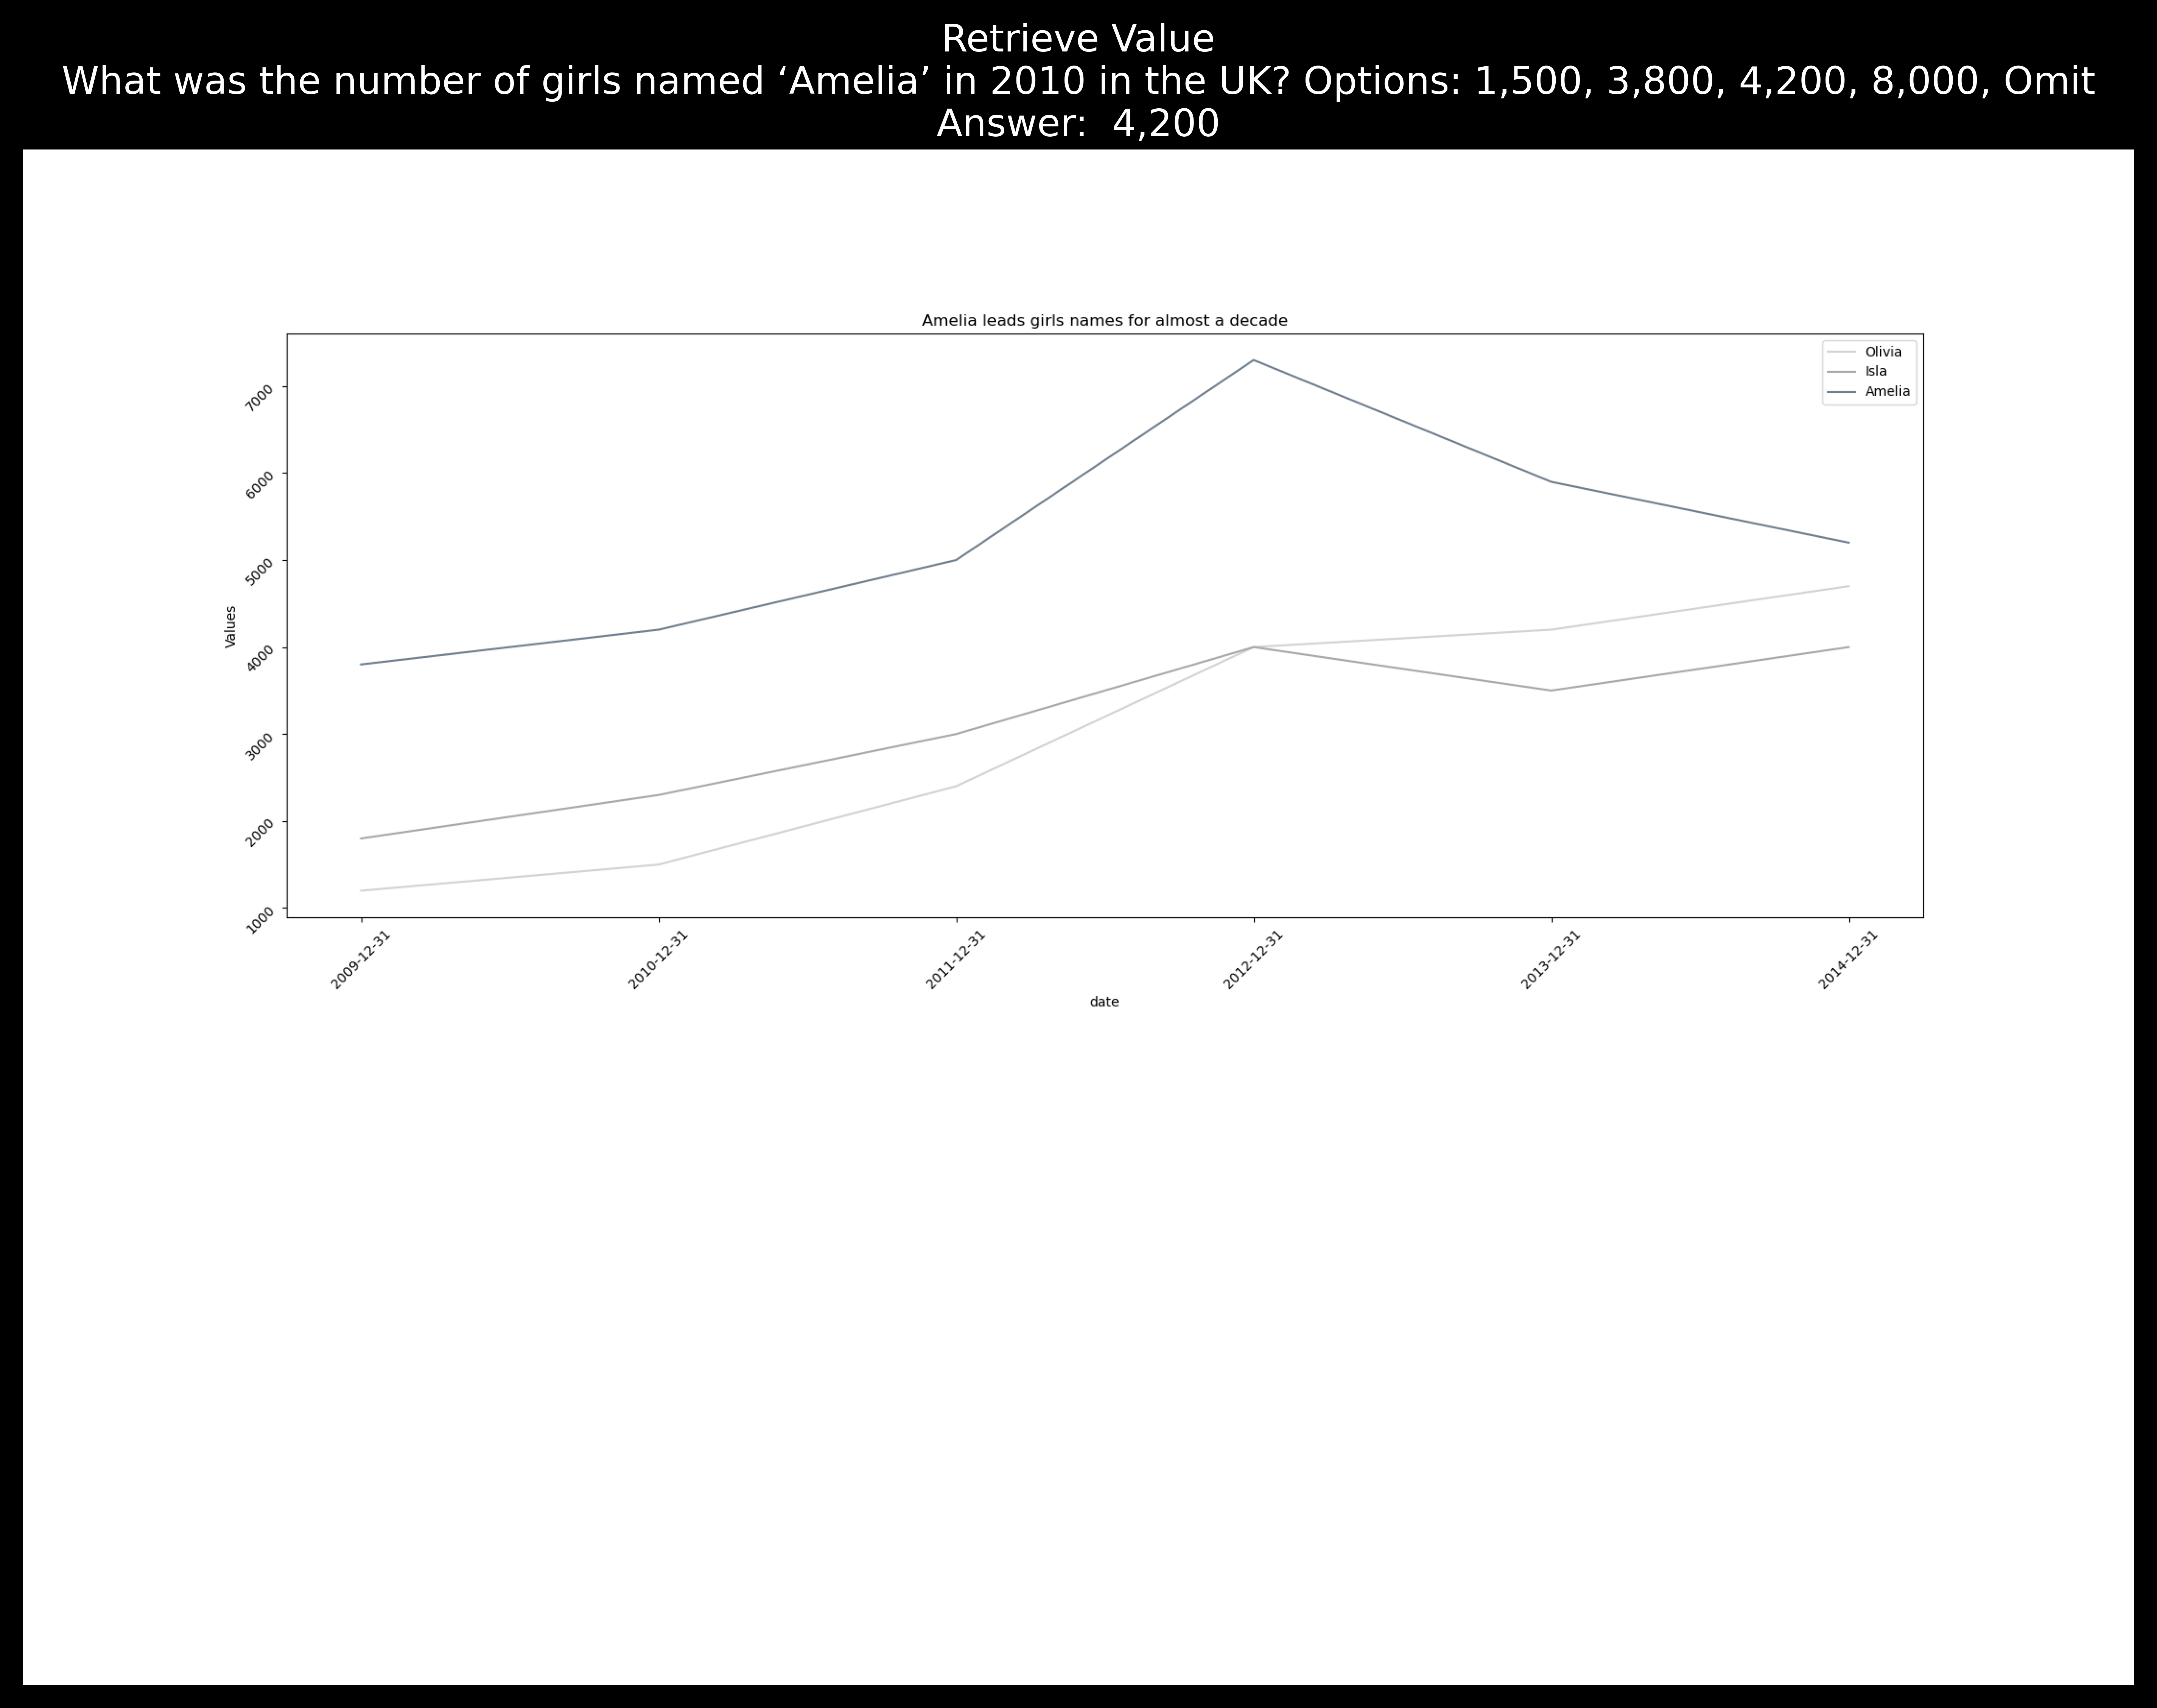 Retrieve Value
What was the number of girls named ‘Amelia’ in 2010 in the UK? Options: 1,500, 3,800, 4,200, 8,000, Omit
Answer:  4,200
Amelia leads girls names for almost a decade
Olivia
Isla
Amelia
7000
6000
5000
4000
3000
2000
1000
Values
2009-12-31
2010-12-31
2011-12-31
2012-12-31
2013-12-31
2014-12-31
date